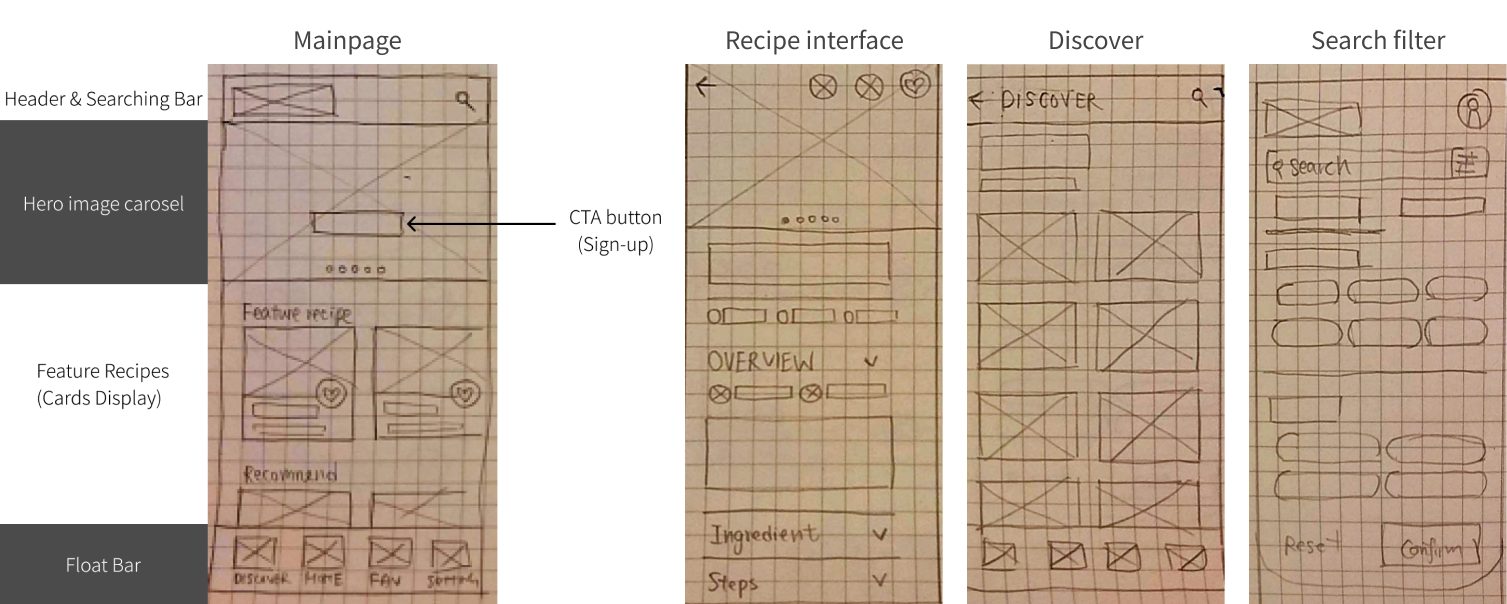 Mainpage
Recipe interface
Discover
Search filter
Header & Searching Bar
Hero image carosel
Feature Recipes
(Cards Display)
Float Bar
CTA button
(Sign-up)
Feature recipe
Recommend
DISCOVER
HOME
FAV
OVERVIEW
Ingredient
Steps
DISCOVER
search
Reset
Confirm